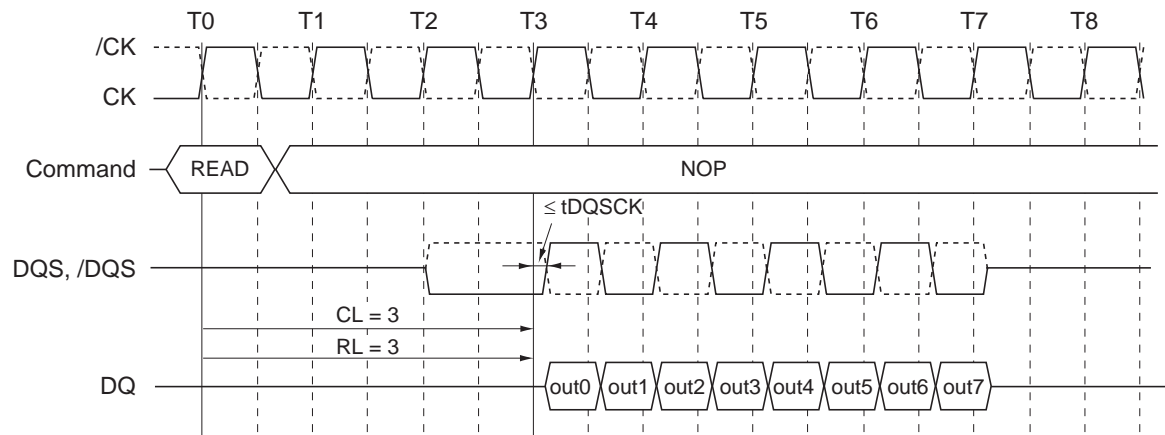 T0 T1 T2 T3 T4 T5 T6 T7 T8
/CK
CK
Command READ NOP
≤ tDQSCK
DQS, /DQS
CL = 3
RL = 3
DQ out0 out1 out2 out3 out4 out5 out6 out7